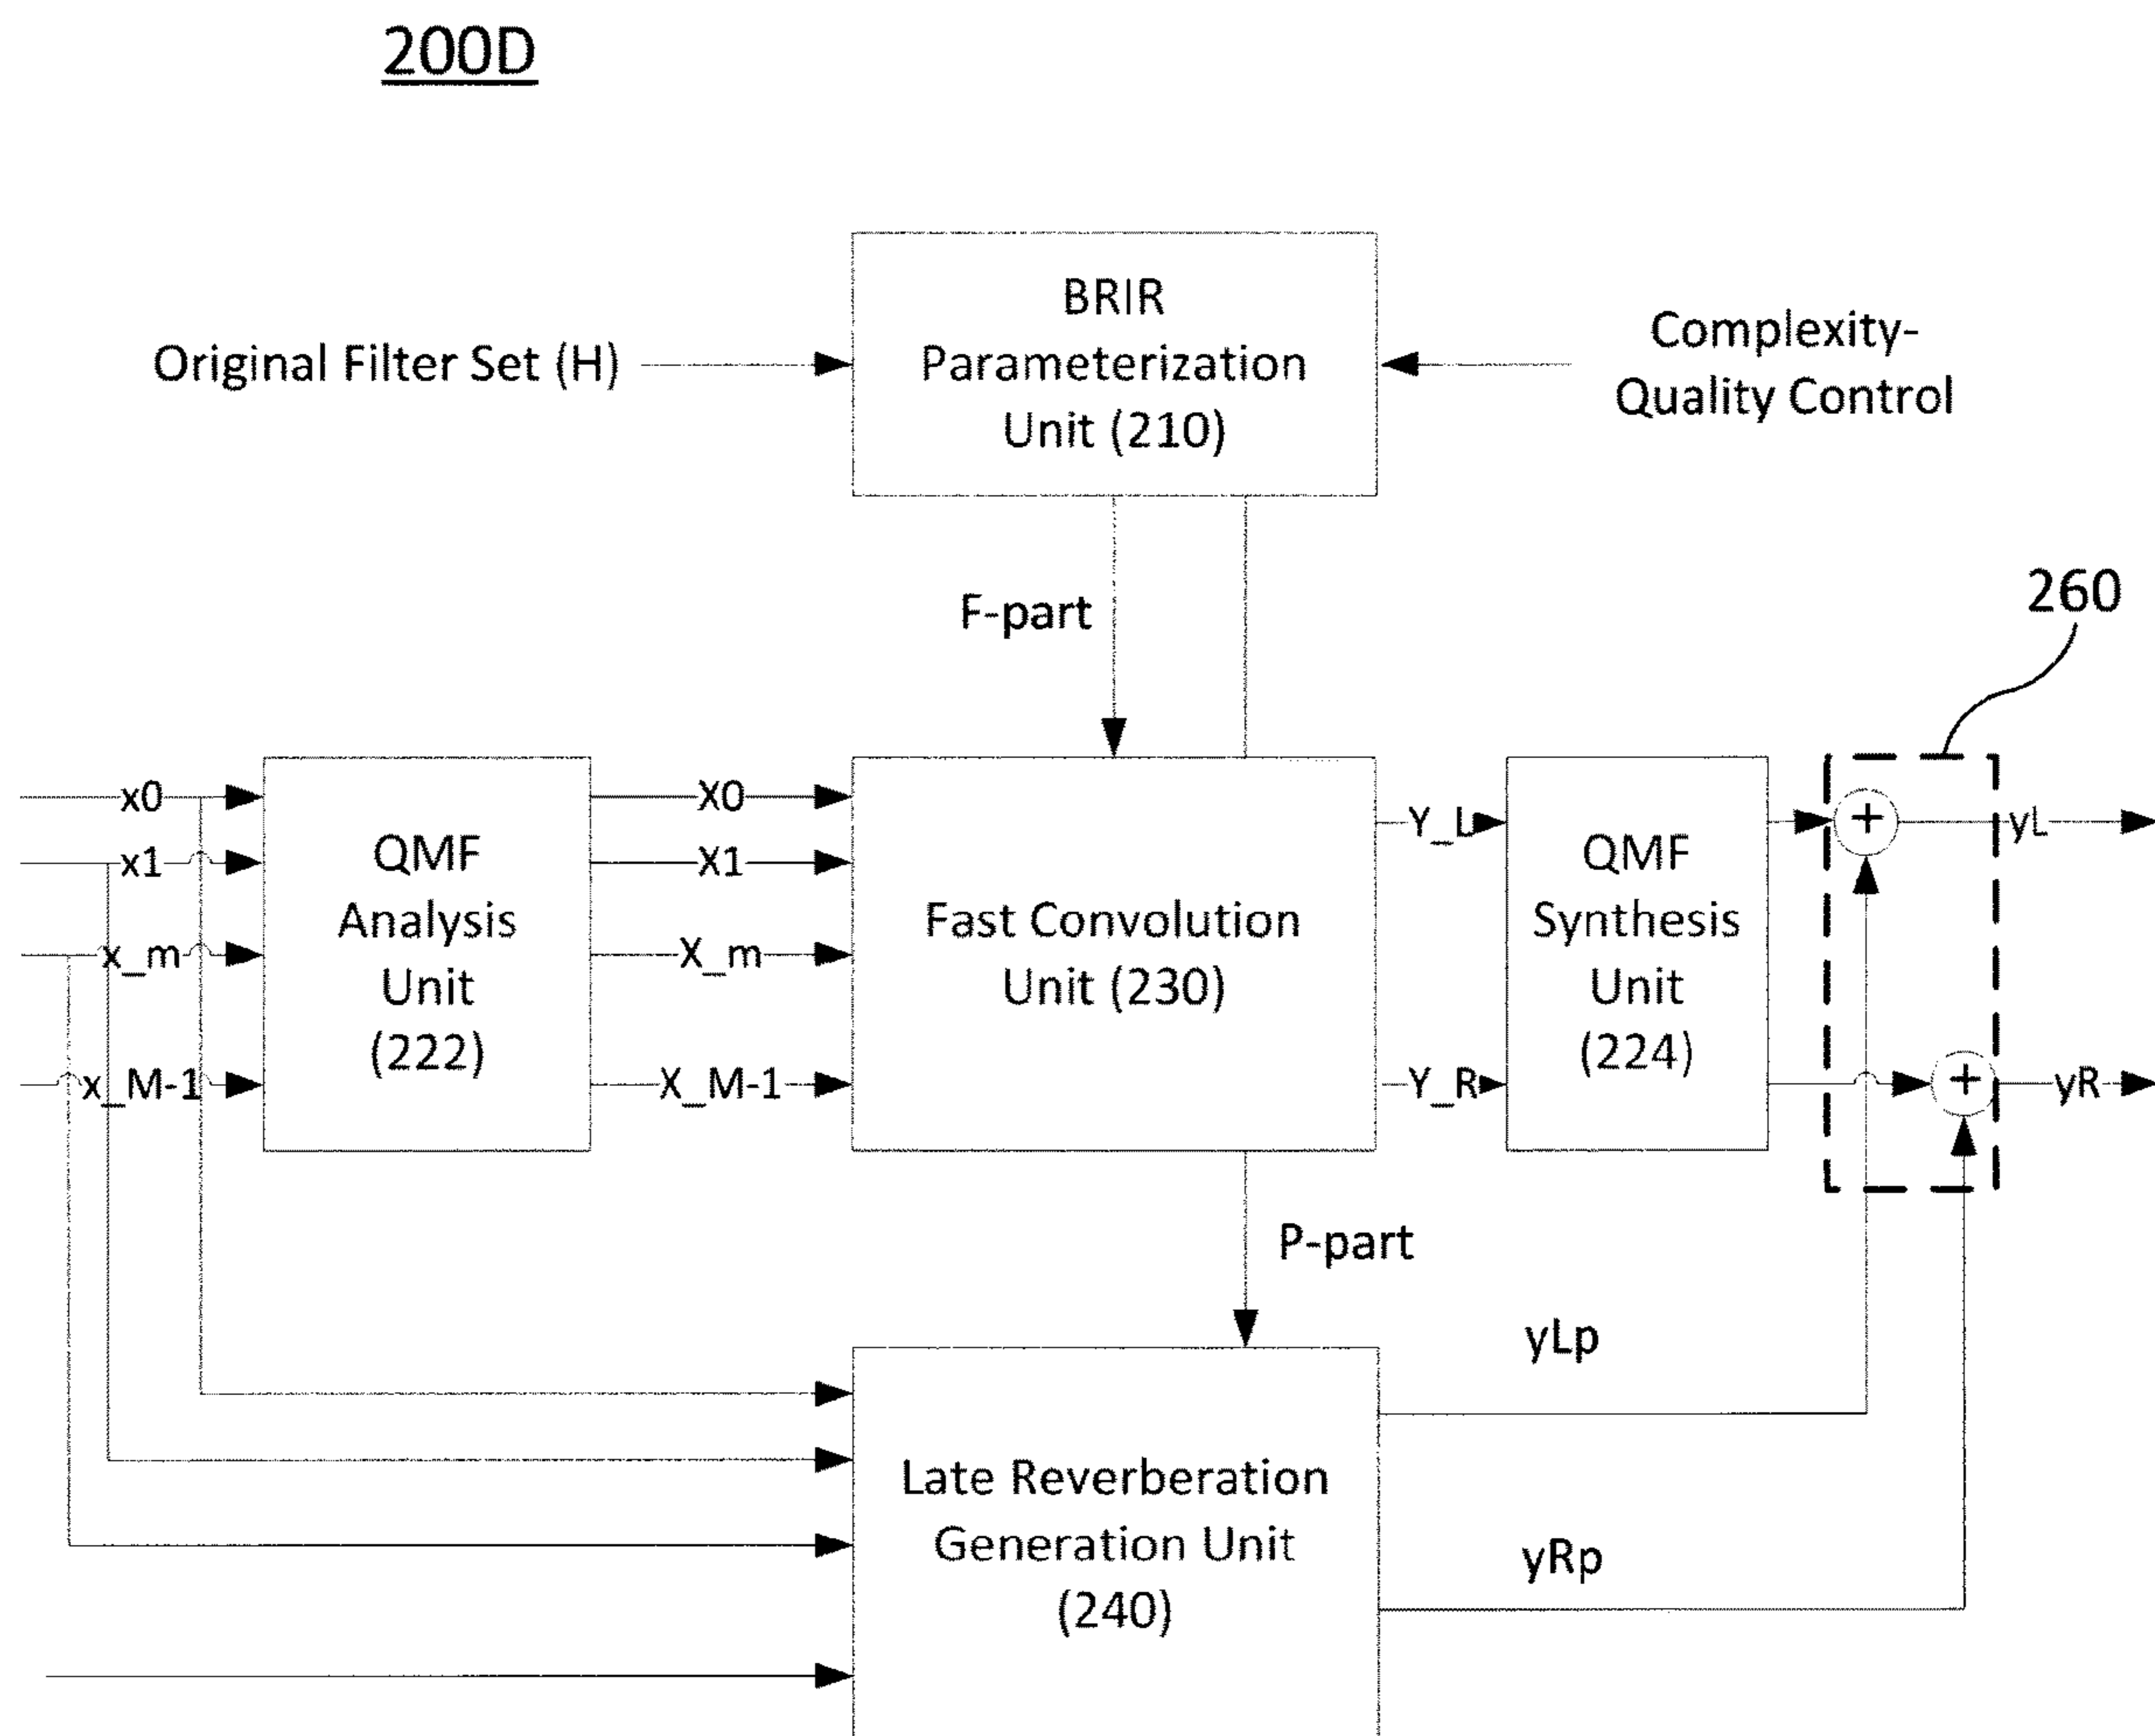 200D
BRIR
Parameterization
Unit (210)
Original Filter Set (H)
Complexity-
Quality Control
F-part
260
x0
x1
x_m
x_M-1
QMF
Analysis
Unit
(222)
X0
X1
X_m
X_M-1
Fast Convolution
Unit (230)
Y_L
Y_R
QMF
Synthesis
Unit
(224)
+
+
yL
yR
P-part
Late Reverberation
Generation Unit
(240)
yLp
yRp